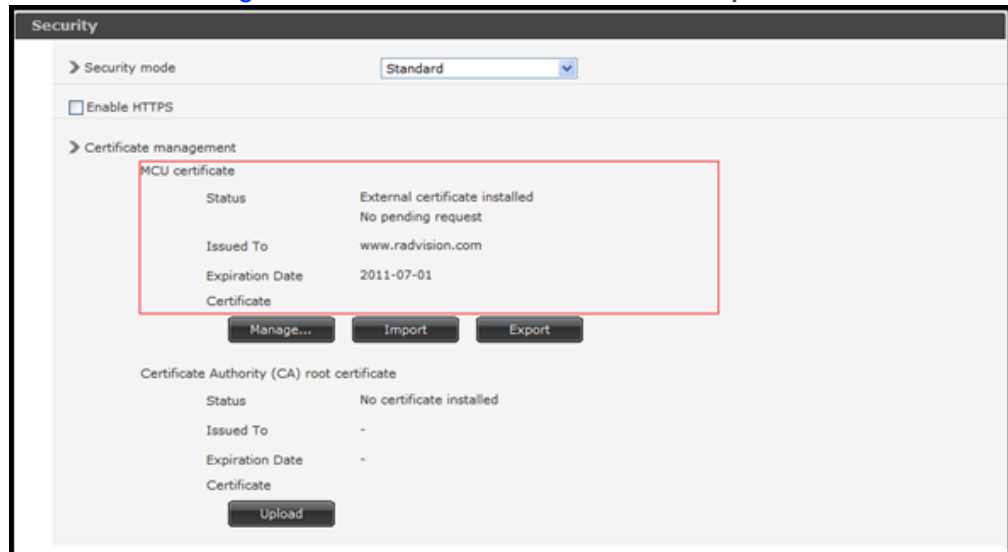 Security
Security mode Standard
Enable HTTPS
Certificate management
MCU certificate
Status External certificate installed
No pending request
Issued To www.radvision.com
Expiration Date 2011-07-01
Certificate
Manage... Import Export
Certificate Authority (CA) root certificate
Status No certificate installed
Issued To -
Expiration Date -
Certificate
Upload